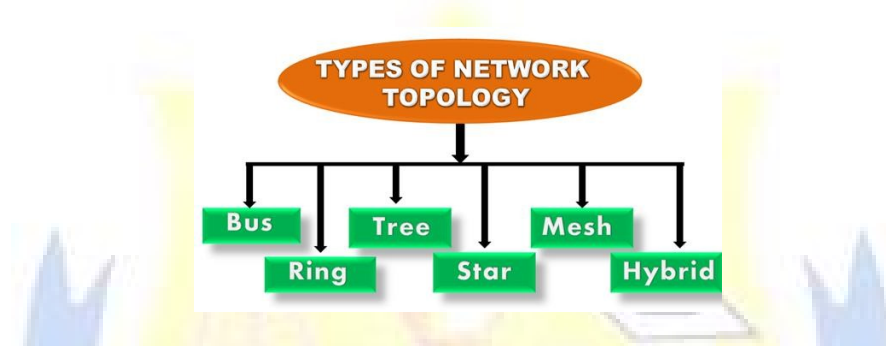 TYPES OF NETWORK
TOPOLOGY
Bus
Tree
Mesh
Ring
Star
Hybrid